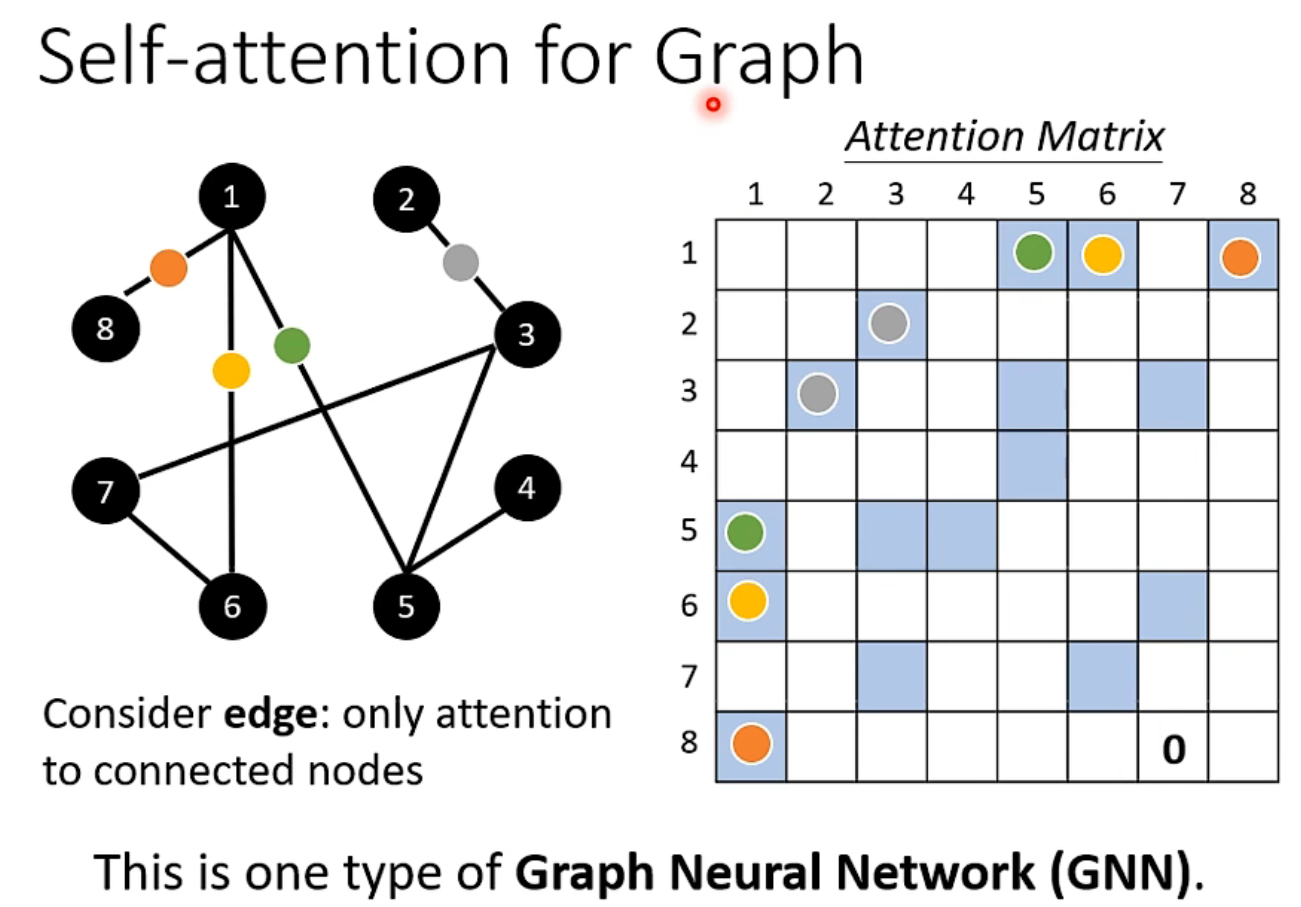 Self-attention for Graph
Attention Matrix
1 2 3 4 5 6 7 8
1
2
3
4
5
6
7
8
0
1
2
8
3
7
4
6
5
Consider edge: only attention
to connected nodes
This is one type of Graph Neural Network (GNN).